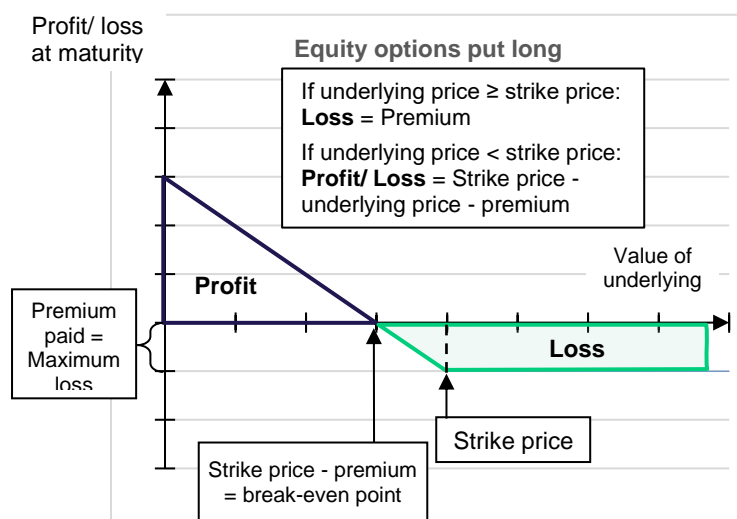 Profit/ loss
at maturity
Equity options put long
If underlying price ≥ strike price:
Loss = Premium
If underlying price < strike price:
Profit/ Loss = Strike price -
underlying price - premium
Value of
underlying
Profit
Premium
paid =
Maximum
loss
Loss
Strike price
Strike price - premium
= break-even point